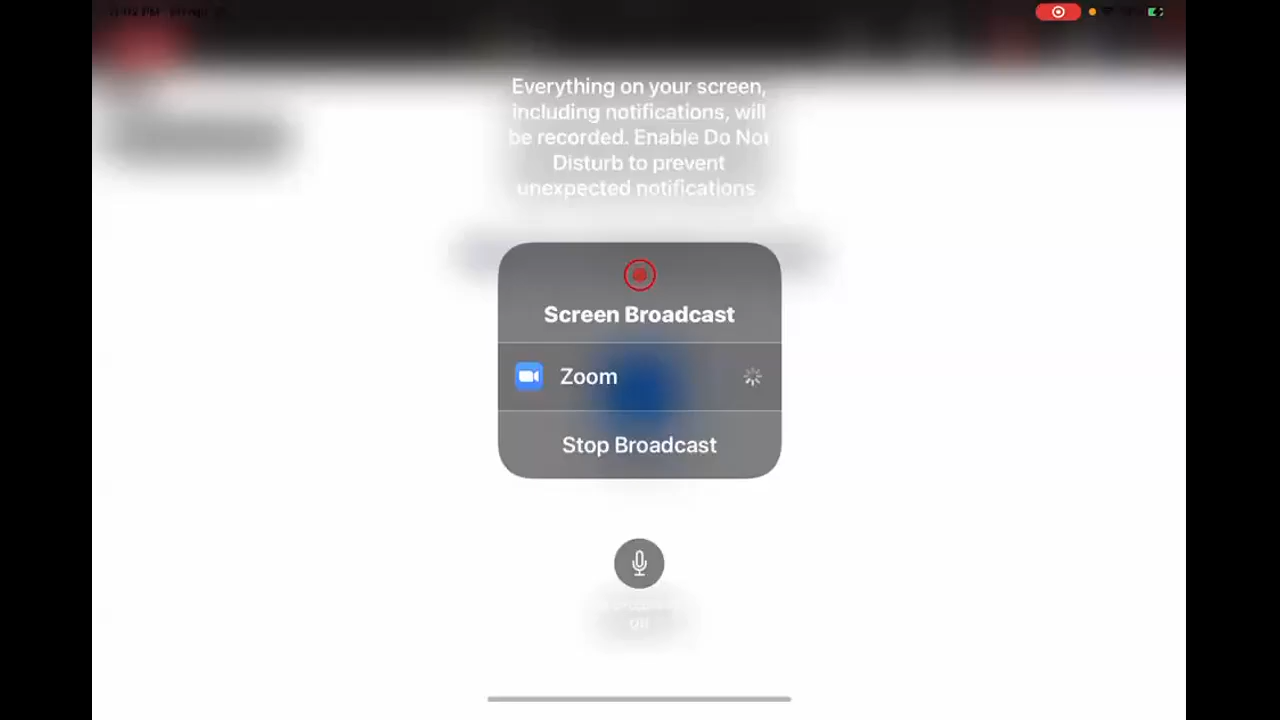 Everything on your screen,
including notifications, will
be recorded. Enable Do Not
Disturb to prevent
unexpected notifications.
Screen Broadcast
Zoom
Stop Broadcast
Off